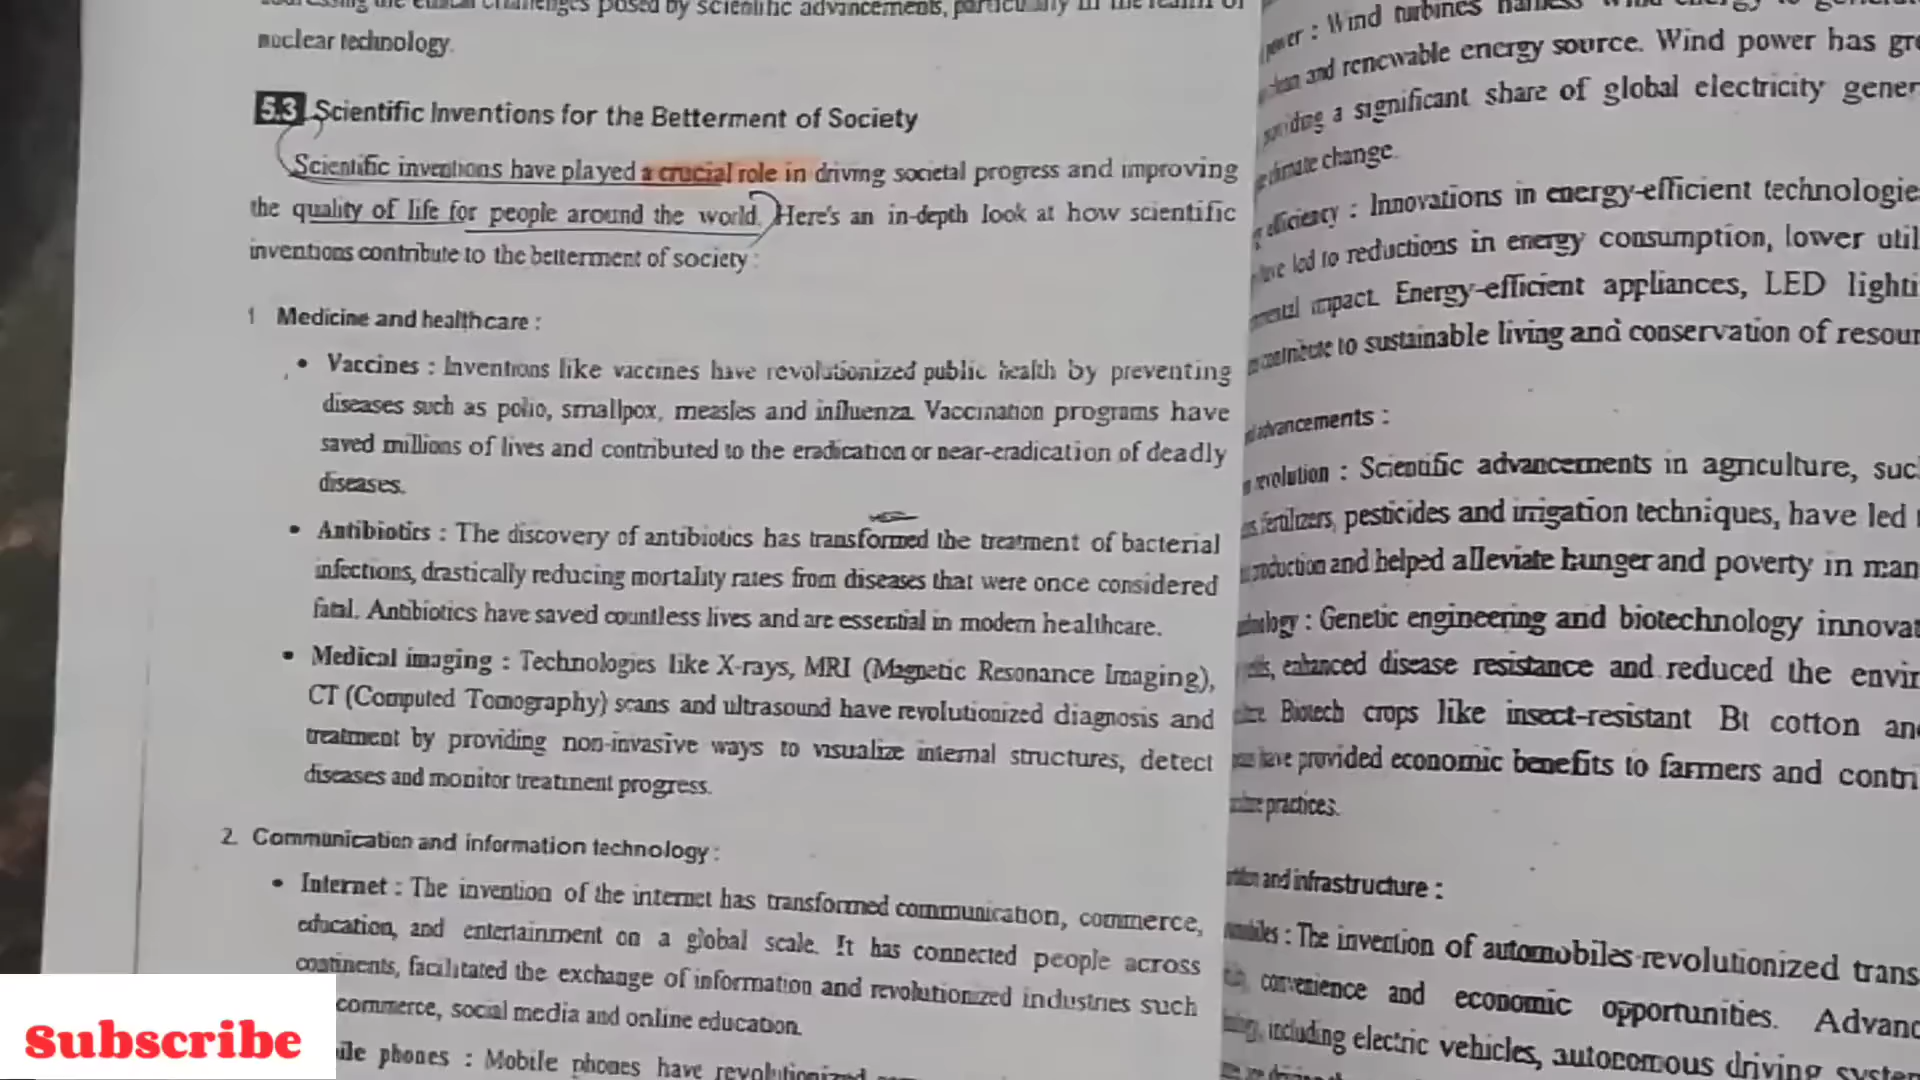 nuclear technology.
5.3 Scientific Inventions for the Betterment of Society
Scientific inventions have played a crucial role in driving societal progress and improving
the quality of life for people around the world. Here's an in-depth look at how scientific
inventions contribute to the betterment of society :
1 Medicine and healthcare :
• Vaccines : Inventions like vaccines have revolutionized public health by preventing
diseases such as polio, smallpox, measles and influenza. Vaccination programs have
saved millions of lives and contributed to the eradication or near-eradication of deadly
diseases.
• Antibiotics : The discovery of antibiotics has transformed the treatment of bacterial
infections, drastically reducing mortality rates from diseases that were once considered
fatal. Antibiotics have saved countless lives and are essential in modern healthcare.
• Medical imaging : Technologies like X-rays, MRI (Magnetic Resonance Imaging),
CT (Computed Tomography) scans and ultrasound have revolutionized diagnosis and
treatment by providing non-invasive ways to visualize internal structures, detect
diseases and monitor treatment progress.
2. Communication and information technology :
• Internet : The invention of the internet has transformed communication, commerce,
education, and entertainment on a global scale. It has connected people across
continents, facilitated the exchange of information and revolutionized industries such
commerce, social media and online education.
phones : Mobile phones have revolutionized
Subscribe
: Wind turbines harness
and renewable energy source. Wind power has
a significant share of global electricity
climate change.
efficiency : Innovations in energy-efficient
led to reductions in energy consumption, lower
impact. Energy-efficient appliances, LED
to sustainable living and conservation of
advancements :
revolution : Scientific advancements in agriculture,
fertilizers, pesticides and irrigation techniques, have led
production and helped alleviate hunger and poverty in
: Genetic engineering and biotechnology
enhanced disease resistance and reduced the
Biotech crops like insect-resistant Bt cotton
have provided economic benefits to farmers and
practices.
and infrastructure :
: The invention of automobiles revolutionized
convenience and economic opportunities.
including electric vehicles, autonomous driving